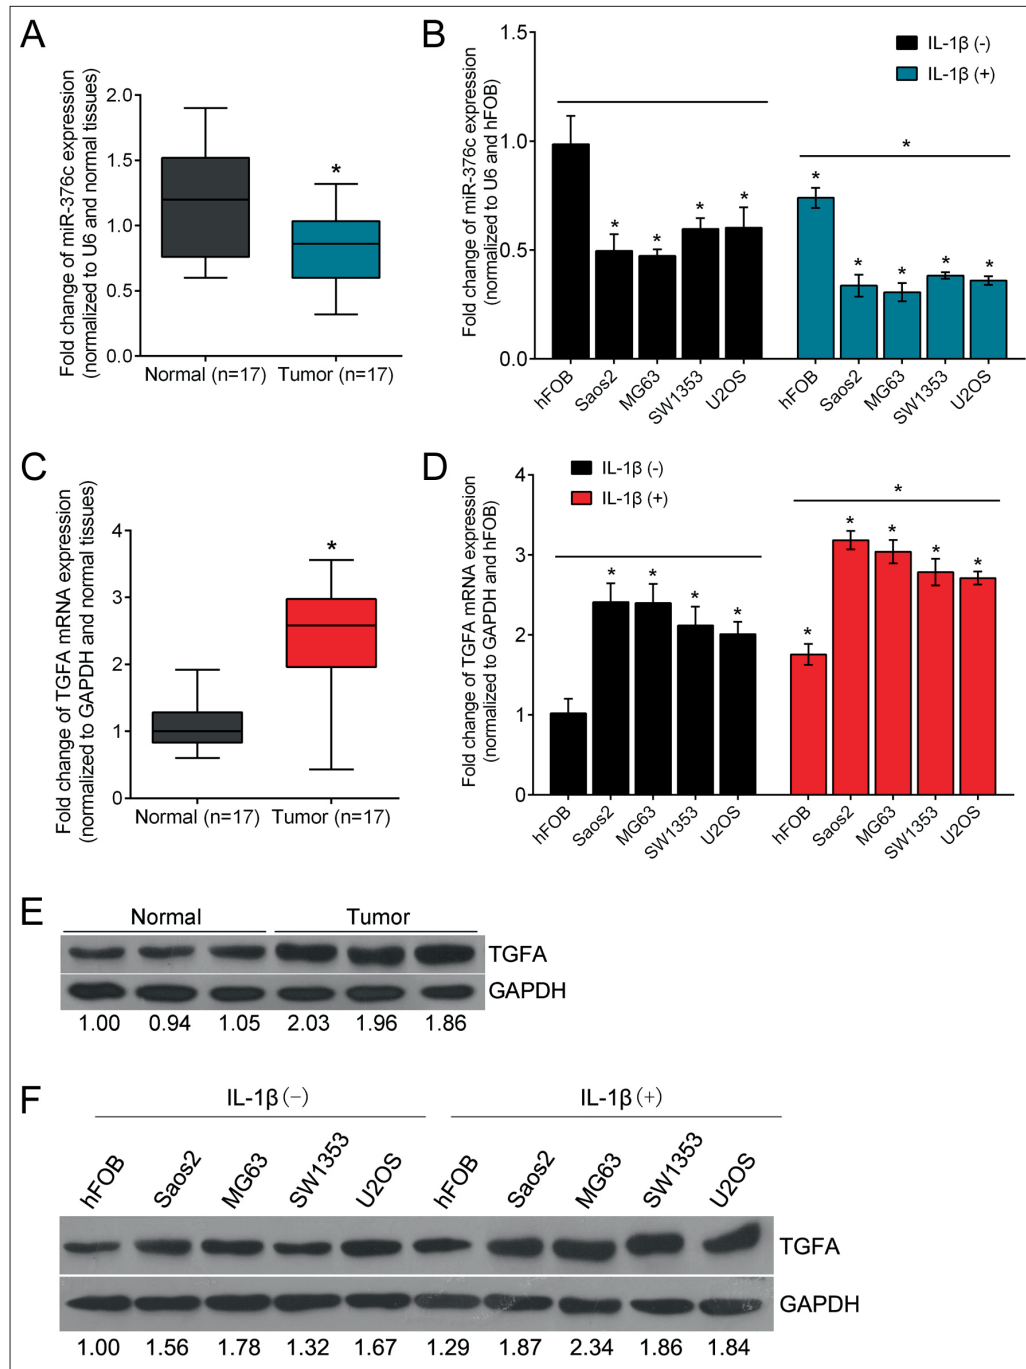 A
Fold change of miR-376c expression
(normalized to U6 and normal tissues)
2.0
1.5
1.0
0.5
0.0
*
Normal (n=17)
Tumor (n=17)
B
Fold change of miR-376c expression
(normalized to U6 and hFOB)
1.5
1.0
0.5
0.0
IL-1β (-)
IL-1β (+)
*
* * * *
* * * * *
hFOB Saos2 MG63 SW1353 U2OS
hFOB Saos2 MG63 SW1353 U2OS
C
Fold change of TGFA mRNA expression
(normalized to GAPDH and normal tissues)
4
3
2
1
0
*
Normal (n=17)
Tumor (n=17)
D
Fold change of TGFA mRNA expression
(normalized to GAPDH and hFOB)
4
3
2
1
0
IL-1β (-)
IL-1β (+)
*
* * * *
* * * * *
hFOB Saos2 MG63 SW1353 U2OS
hFOB Saos2 MG63 SW1353 U2OS
E
Normal Tumor
TGFA
GAPDH
1.00 0.94 1.05 2.03 1.96 1.86
F
IL-1β (−) IL-1β (+)
hFOB Saos2 MG63 SW1353 U2OS hFOB Saos2 MG63 SW1353 U2OS
TGFA
GAPDH
1.00 1.56 1.78 1.32 1.67 1.29 1.87 2.34 1.86 1.84